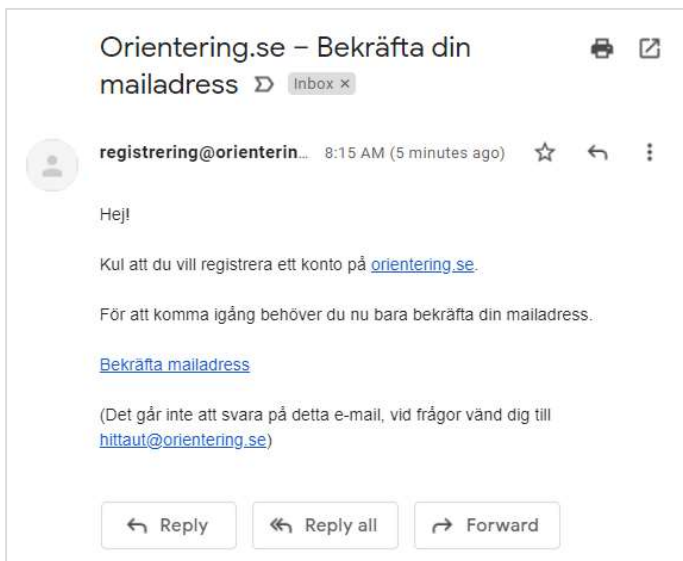 Orientering.se – Bekräfta din
mailadress Inbox ×
registrering@orienterin... 8:15 AM (5 minutes ago)
Hej!
Kul att du vill registrera ett konto på orientering.se.
För att komma igång behöver du nu bara bekräfta din mailadress.
Bekräfta mailadress
(Det går inte att svara på detta e-mail, vid frågor vänd dig till
hittaut@orientering.se)
Reply Reply all Forward